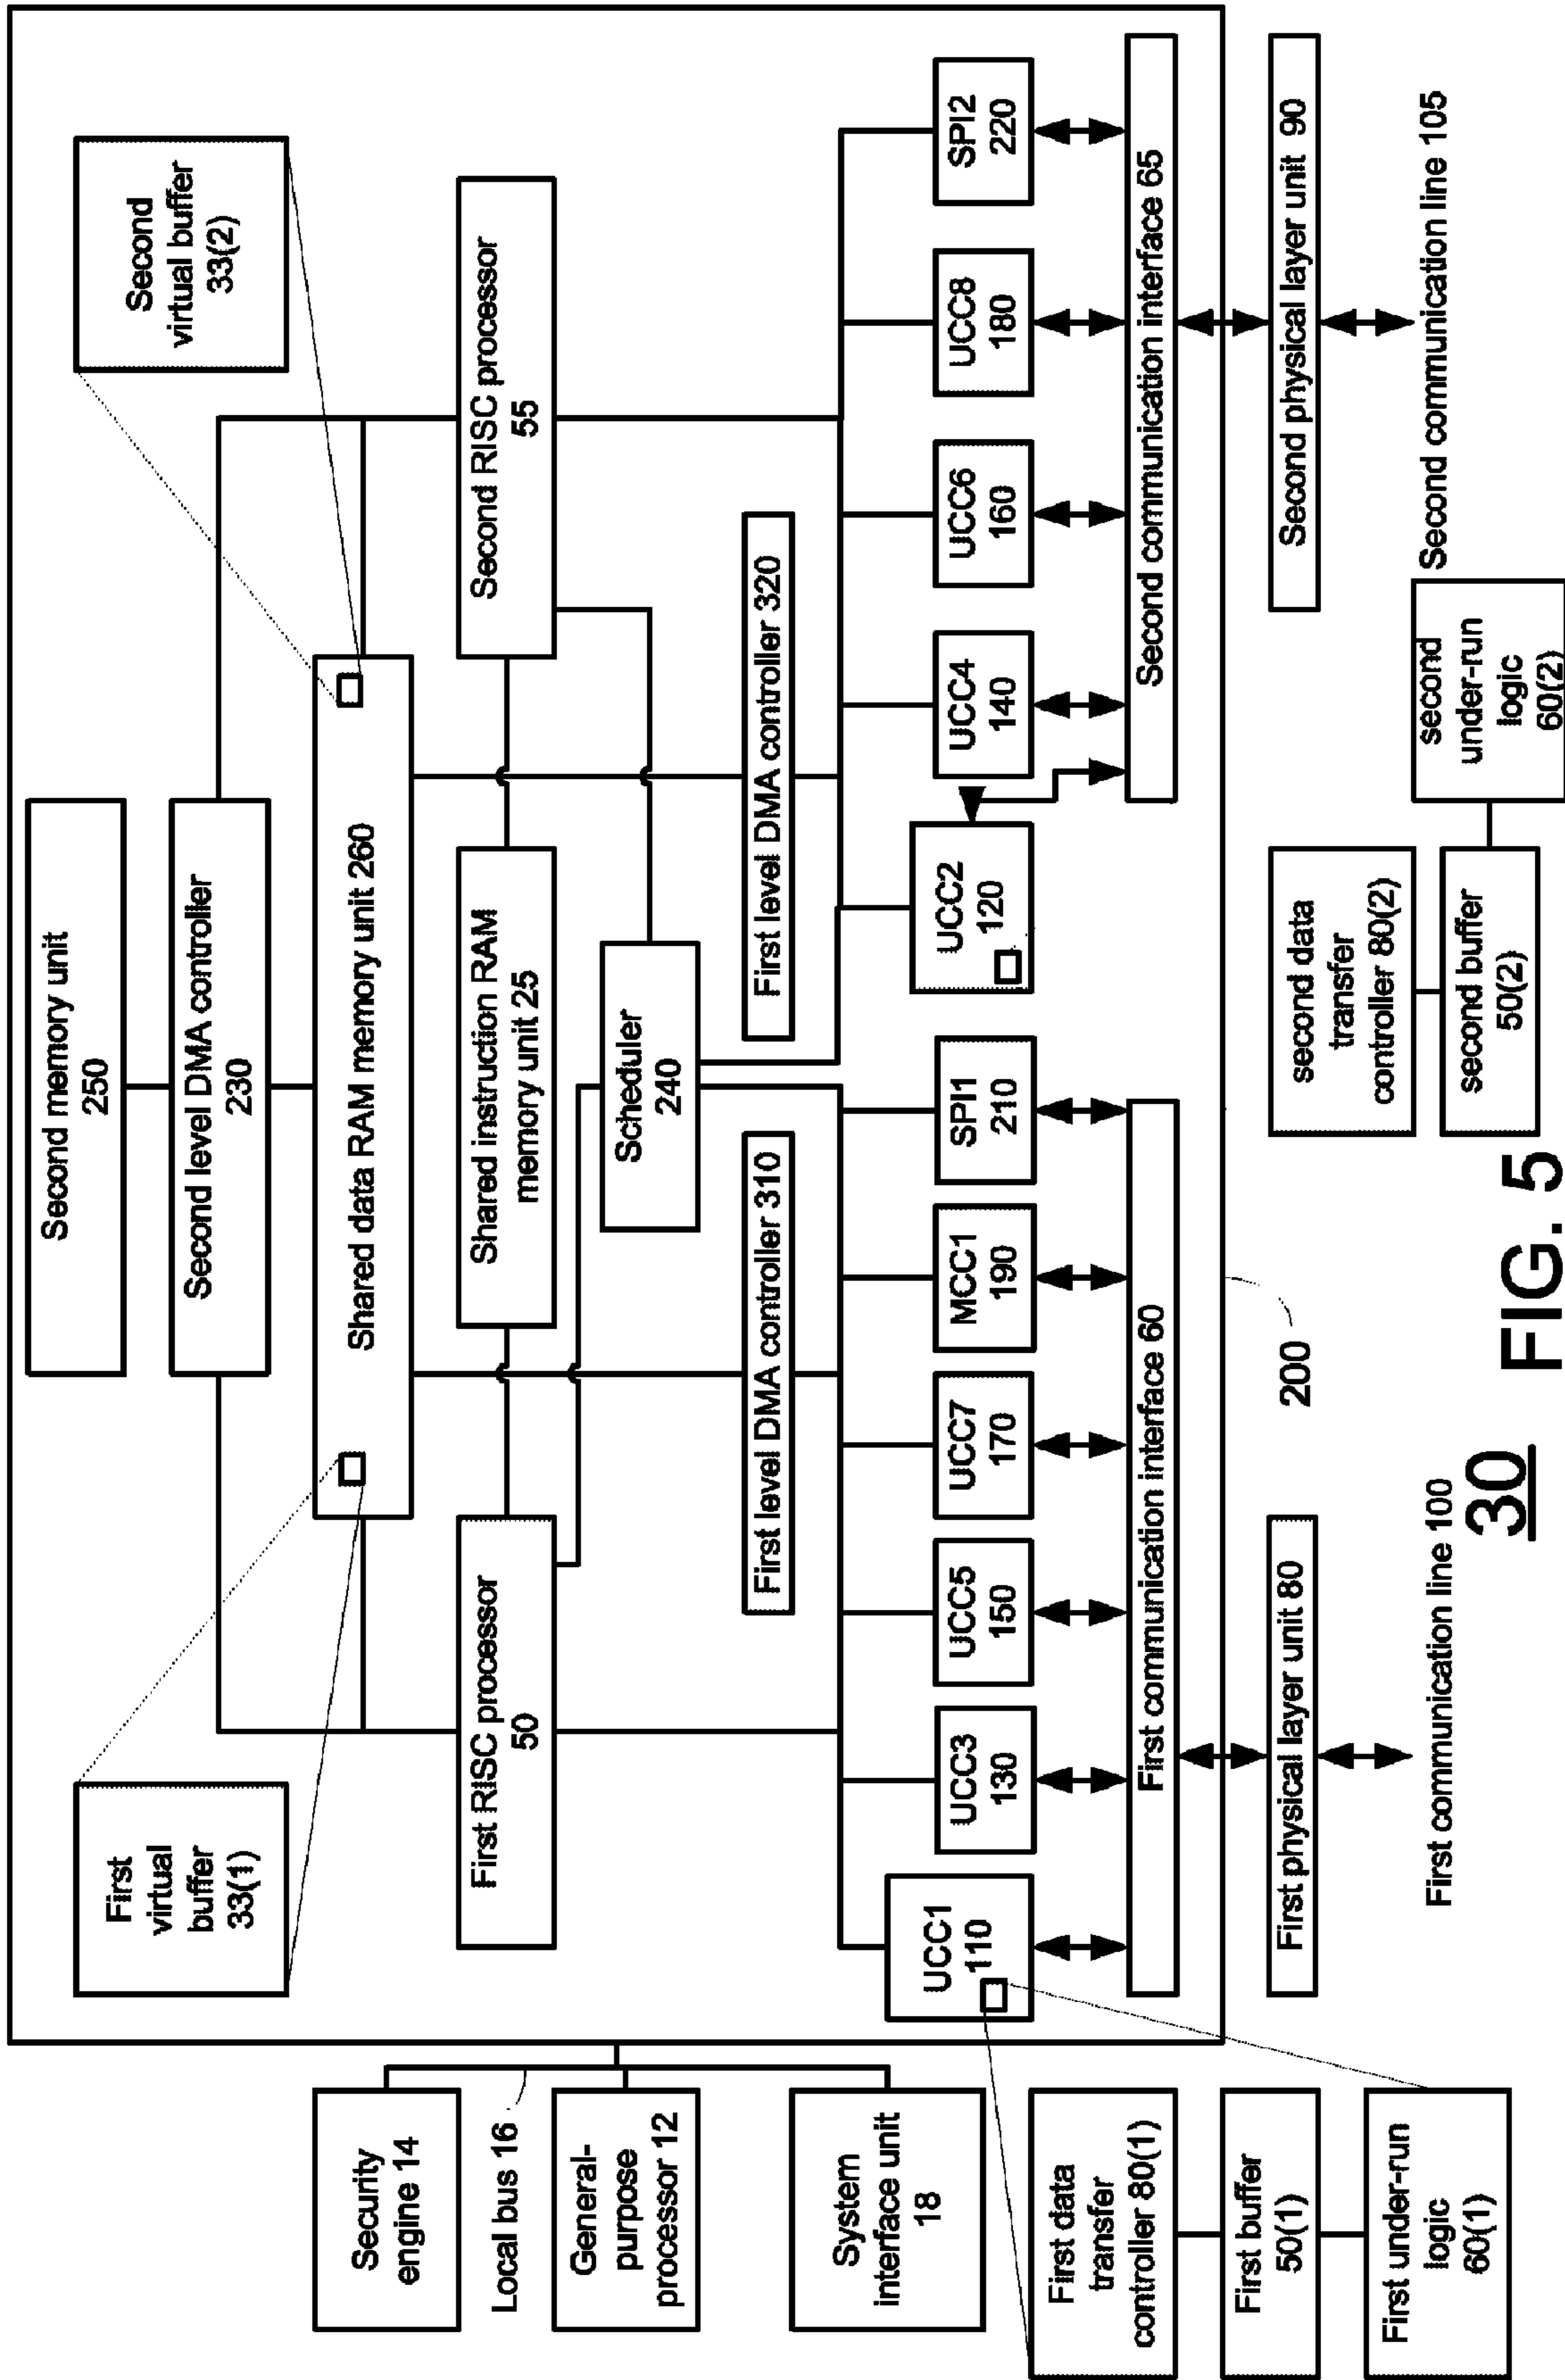 Second memory unit
250
Second level DMA controller
230
First
virtual
buffer
33(1)
Second
virtual buffer
33(2)
Shared data RAM memory unit 260
First RISC processor
50
Shared instruction RAM
memory unit 25
Second RISC processor
55
Scheduler
240
First level DMA controller 310
First level DMA controller 320
UCC1
110
UCC3
130
UCC5
150
UCC7
170
MCC1
190
SPI1
210
UCC2
120
UCC4
140
UCC6
160
UCC8
180
SPI2
220
First communication interface 60
Second communication interface 65
Security
engine 14
Local bus 16
General-
purpose
processor 12
System
interface unit
18
First data
transfer
controller 80(1)
First buffer
50(1)
First under-run
logic
60(1)
First physical layer unit 80
200
second data
transfer
controller 80(2)
second buffer
50(2)
second
under-run
logic
60(2)
Second physical layer unit 90
First communication line 100
Second communication line 105
30 FIG. 5